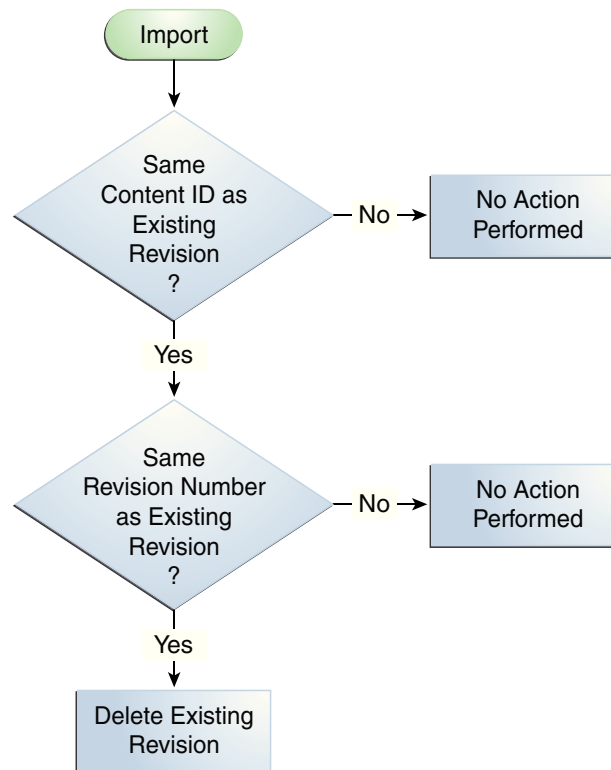 Import
Same
Content ID as
Existing
Revision
?
No
No Action
Performed
Yes
Same
Revision Number
as Existing
Revision
?
No
No Action
Performed
Yes
Delete Existing
Revision